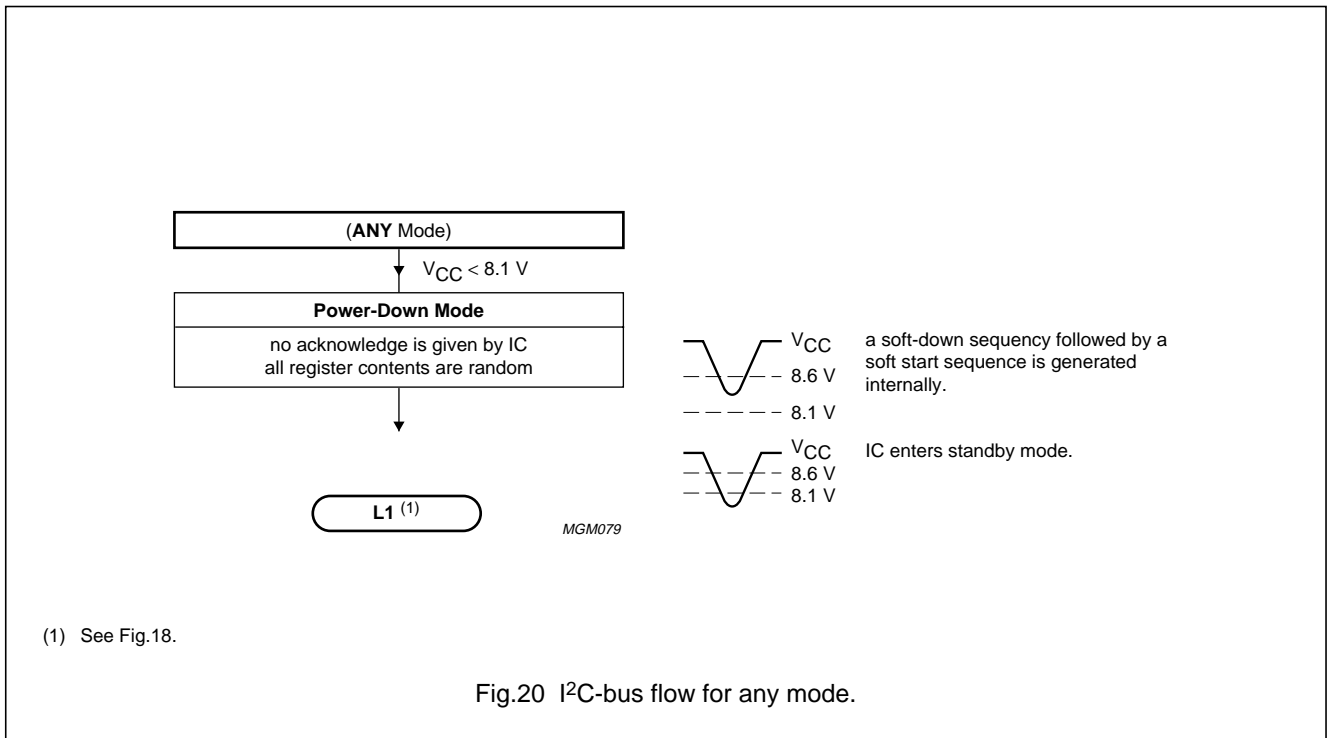 (ANY Mode)
VCC < 8.1 V
Power-Down Mode
no acknowledge is given by IC
all register contents are random
L1 (1)
MGM079
VCC
8.6 V
8.1 V
a soft-down sequency followed by a
soft start sequence is generated
internally.
VCC
8.6 V
8.1 V
IC enters standby mode.
(1) See Fig.18.
Fig.20 I²C-bus flow for any mode.